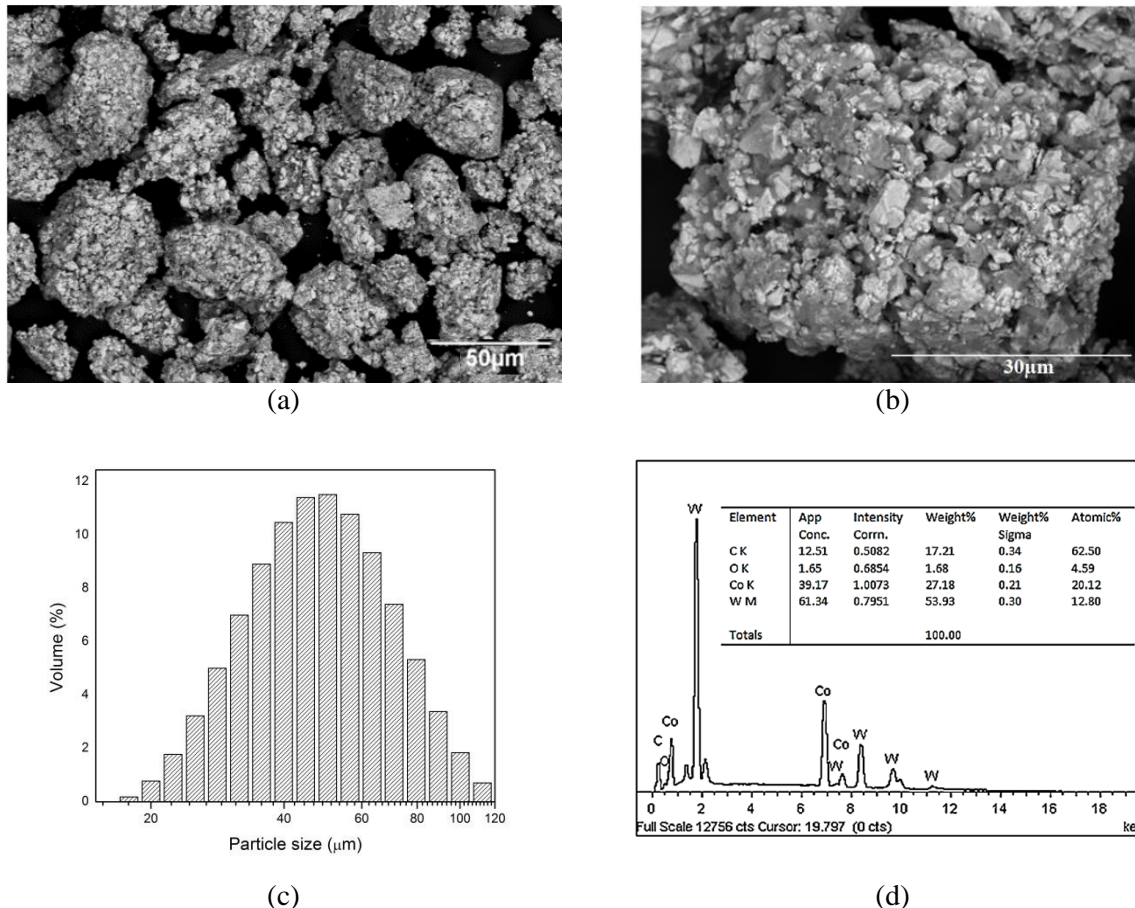 50µm
30µm
(a)
(b)
12
10
8
6
4
2
0
Volume (%)
20
40
60
80
100
120
Particle size (µm)
(c)
Element App Intensity Weight% Weight% Atomic%
Conc. Corrn. Sigma
C K 12.51 0.5082 17.21 0.34 62.50
O K 1.65 0.6854 1.68 0.16 4.59
Co K 39.17 1.0073 27.18 0.21 20.12
W M 61.34 0.7951 53.93 0.30 12.80
Totals 100.00
W
C
O
Co
Co
W
Co
W
W
W
0 2 4 6 8 10 12 14 16 18
Full Scale 12756 cts Cursor: 19.797 (0 cts) ke
(d)